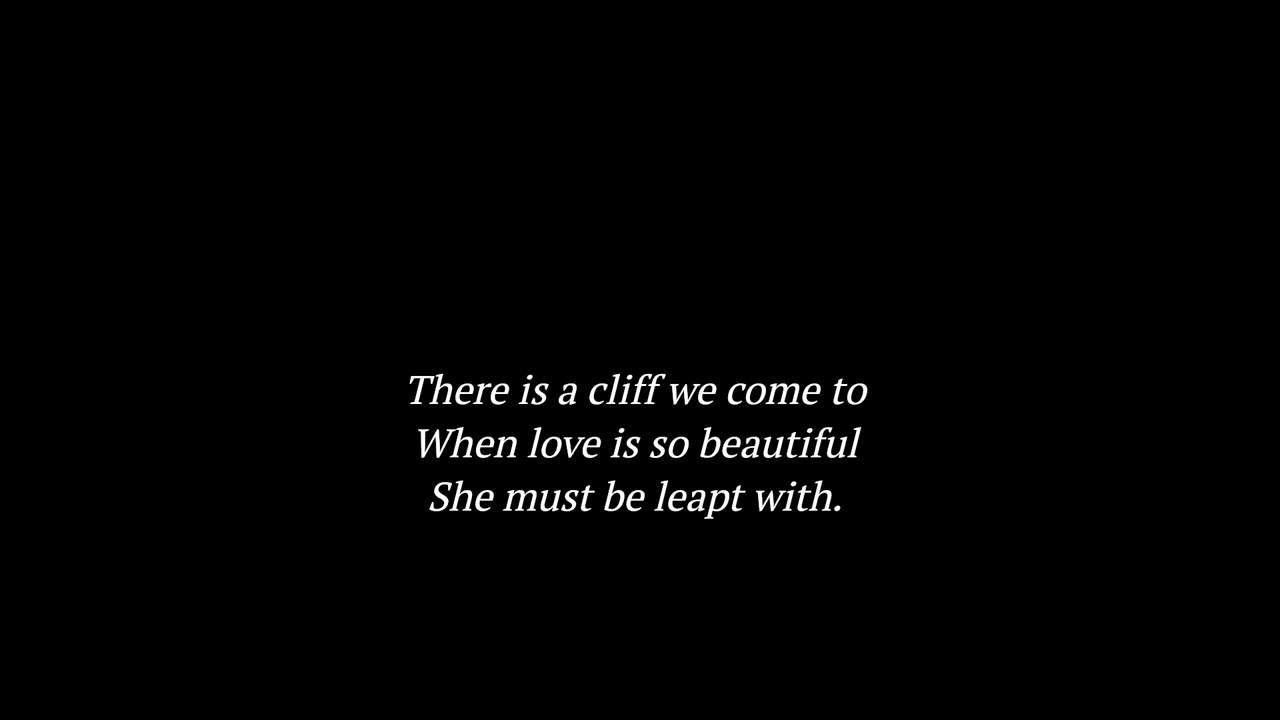 There is a cliff we come to
When love is so beautiful
She must be leapt with.